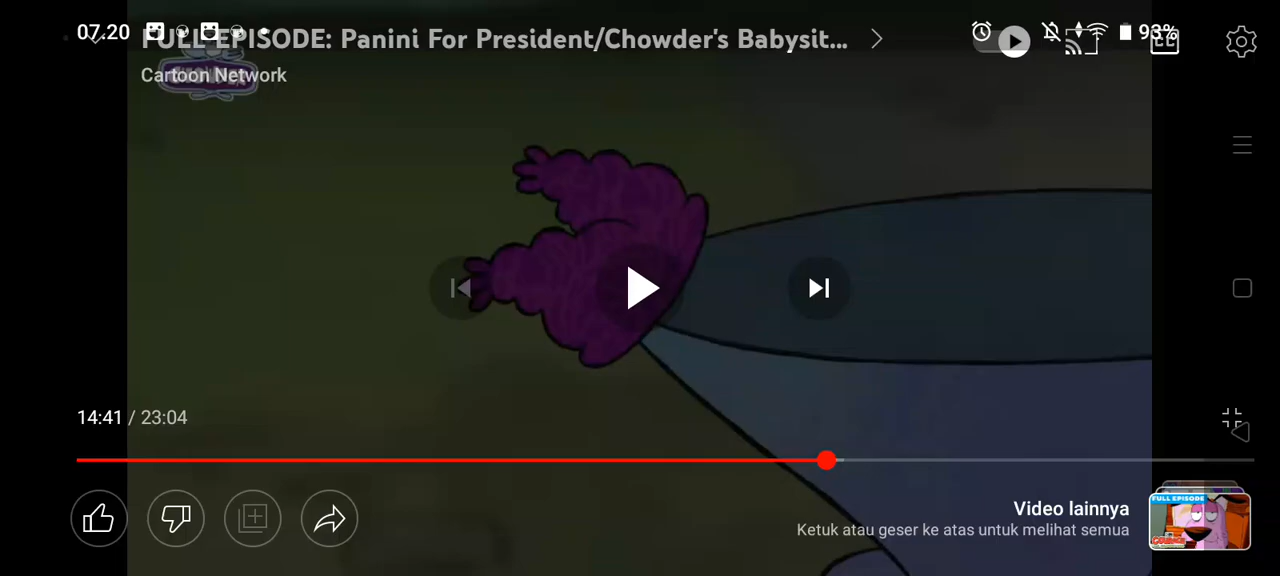 07.20
93%
FULL EPISODE: Panini For President/Chowder's Babysit...
Cartoon Network
CC
14:41 / 23:04
Video lainnya
Ketuk atau geser ke atas untuk melihat semua
FULL EPISODE